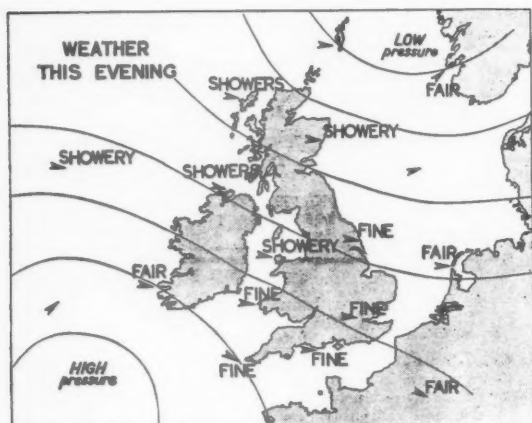 WEATHER
THIS EVENING
LOW
pressure
FAIR
SHOWERS
SHOWERY
SHOWERY
SHOWERS
FINE
SHOWERY
FAIR
FAIR
FINE
FINE
FINE
FINE
HIGH
pressure
FAIR